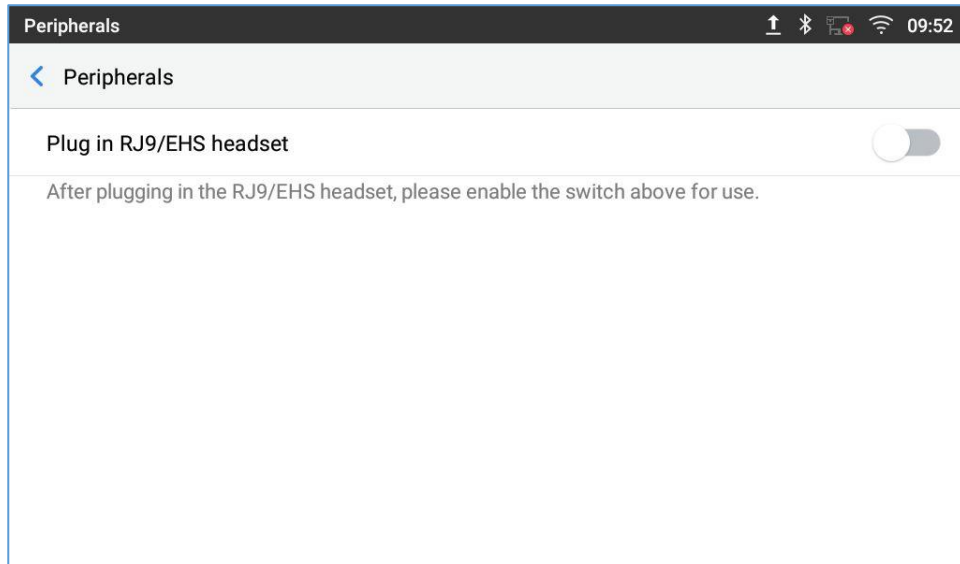 Peripherals 09:52
Peripherals
Plug in RJ9/EHS headset
After plugging in the RJ9/EHS headset, please enable the switch above for use.